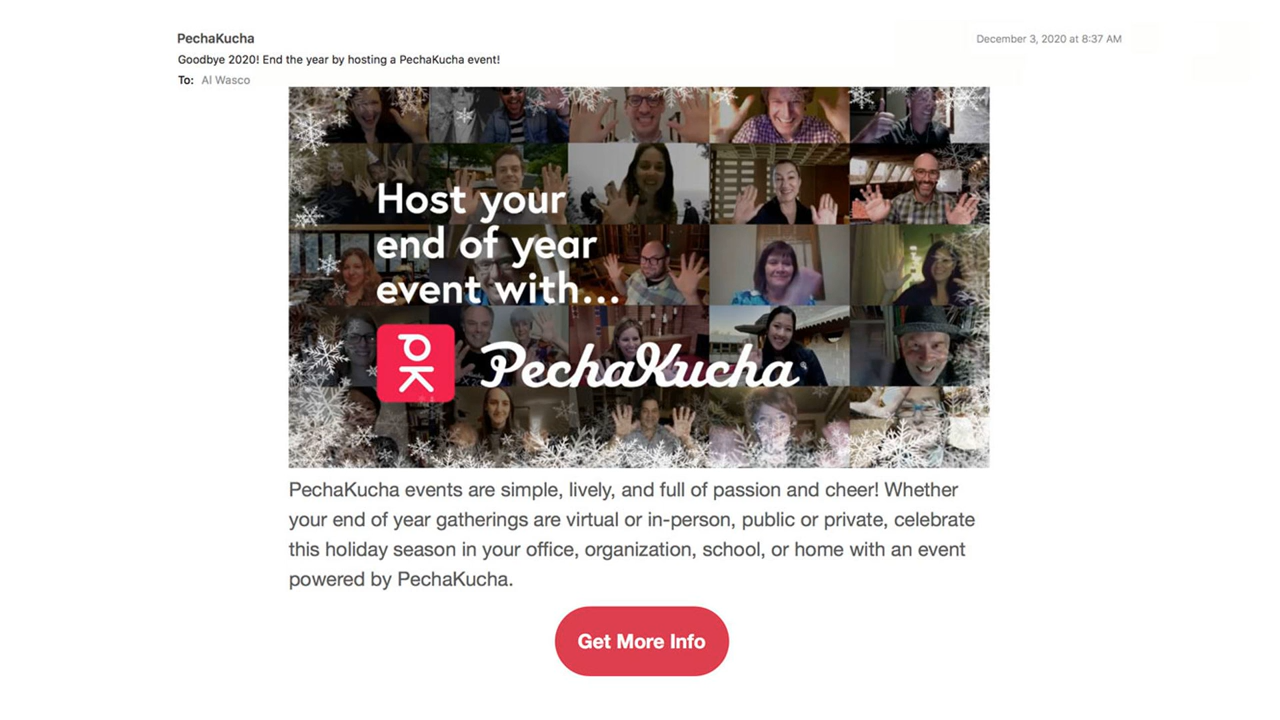 PechaKucha
December 3, 2020 at 8:37 AM
Goodbye 2020! End the year by hosting a PechaKucha event!
To: Al Wasco
Host your
end of year
event with...
pk
PechaKucha
PechaKucha events are simple, lively, and full of passion and cheer! Whether
your end of year gatherings are virtual or in-person, public or private, celebrate
this holiday season in your office, organization, school, or home with an event
powered by PechaKucha.
Get More Info